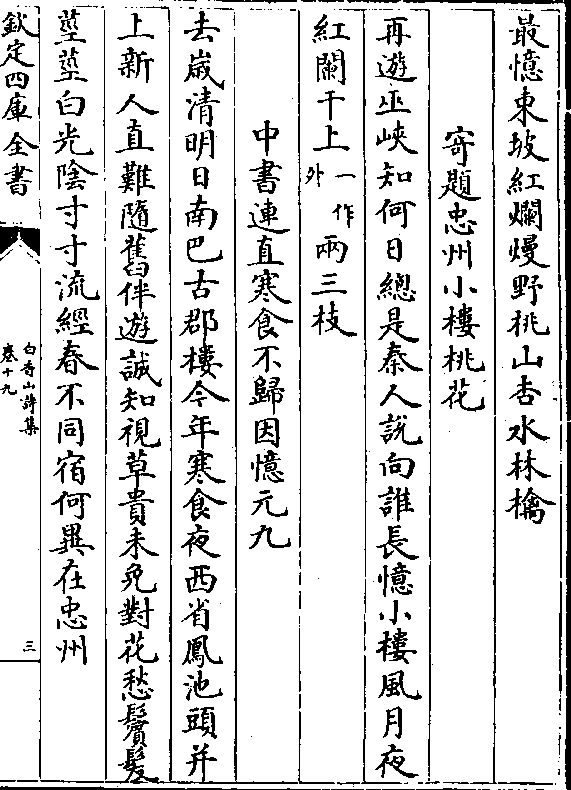 最憶東坡紅爛熳野桃山杏水林檎
寄題忠州小樓桃花
再遊巫峽知何日總是秦人說向誰長憶小樓風月夜
紅闌干上一作外兩三枝
中書連直寒食不歸因憶元九
去歲清明日南巴古郡樓今年寒食夜西省鳳池頭并
上新人直難隨舊伴遊誠知視草貴未免對花愁鬢髮
莖莖白光陰寸寸流經春不同宿何異在忠州
欽定四庫全書
白香山詩集
卷十九
三